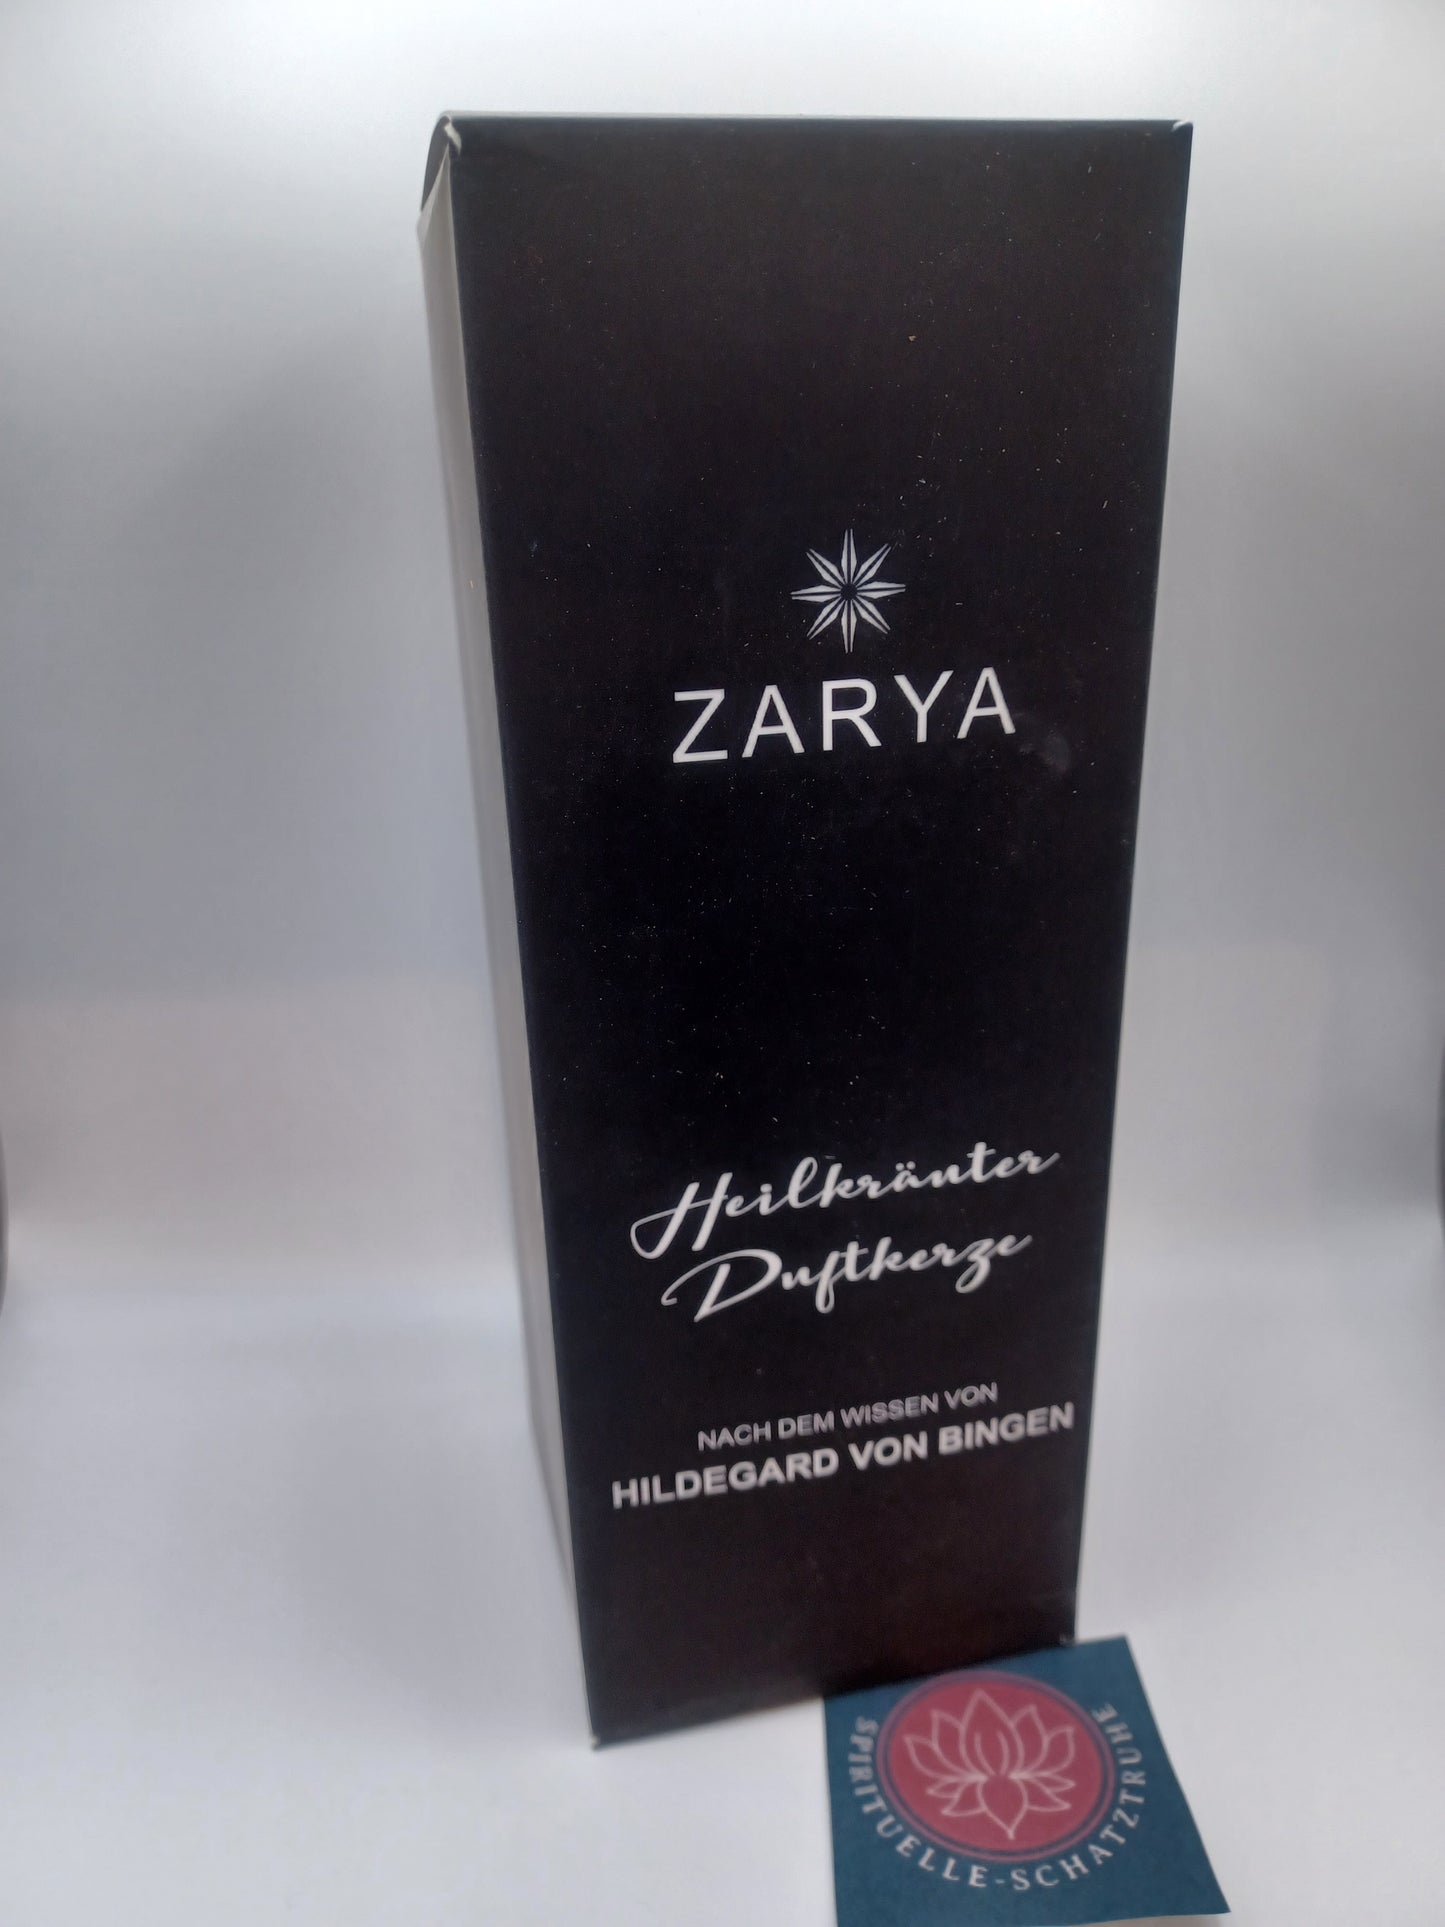 ZARYA
Heilkräuter
Duftkerze
NACH DEM WISSEN VON
HILDEGARD VON BINGEN
SPIRITUELLE-SCHATZTRUHE